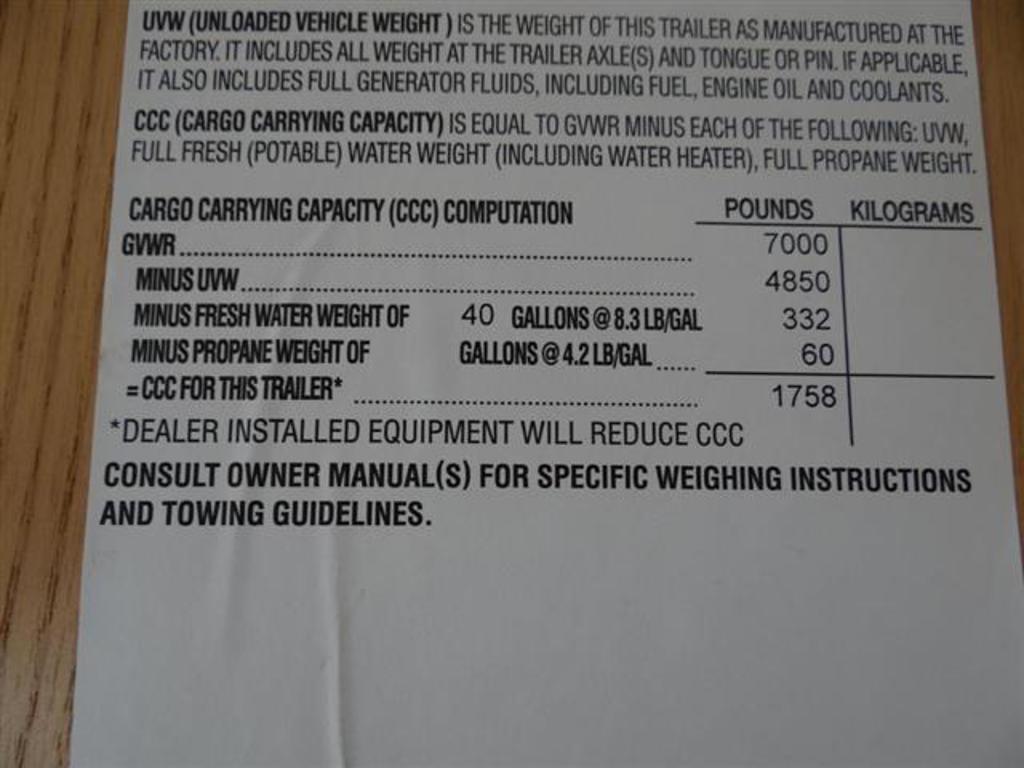 UVW (UNLOADED VEHICLE WEIGHT ) IS THE WEIGHT OF THIS TRAILER AS MANUFACTURED AT THE
FACTORY. IT INCLUDES ALL WEIGHT AT THE TRAILER AXLE(S) AND TONGUE OR PIN. IF APPLICABLE,
IT ALSO INCLUDES FULL GENERATOR FLUIDS, INCLUDING FUEL, ENGINE OIL AND COOLANTS.
CCC (CARGO CARRYING CAPACITY) IS EQUAL TO GVWR MINUS EACH OF THE FOLLOWING: UVW,
FULL FRESH (POTABLE) WATER WEIGHT (INCLUDING WATER HEATER), FULL PROPANE WEIGHT.
CARGO CARRYING CAPACITY (CCC) COMPUTATION POUNDS KILOGRAMS
GVWR 7000
MINUS UVW 4850
MINUS FRESH WATER WEIGHT OF 40 GALLONS @ 8.3 LB/GAL 332
MINUS PROPANE WEIGHT OF GALLONS @ 4.2 LB/GAL 60
= CCC FOR THIS TRAILER* 1758
*DEALER INSTALLED EQUIPMENT WILL REDUCE CCC
CONSULT OWNER MANUAL(S) FOR SPECIFIC WEIGHING INSTRUCTIONS
AND TOWING GUIDELINES.